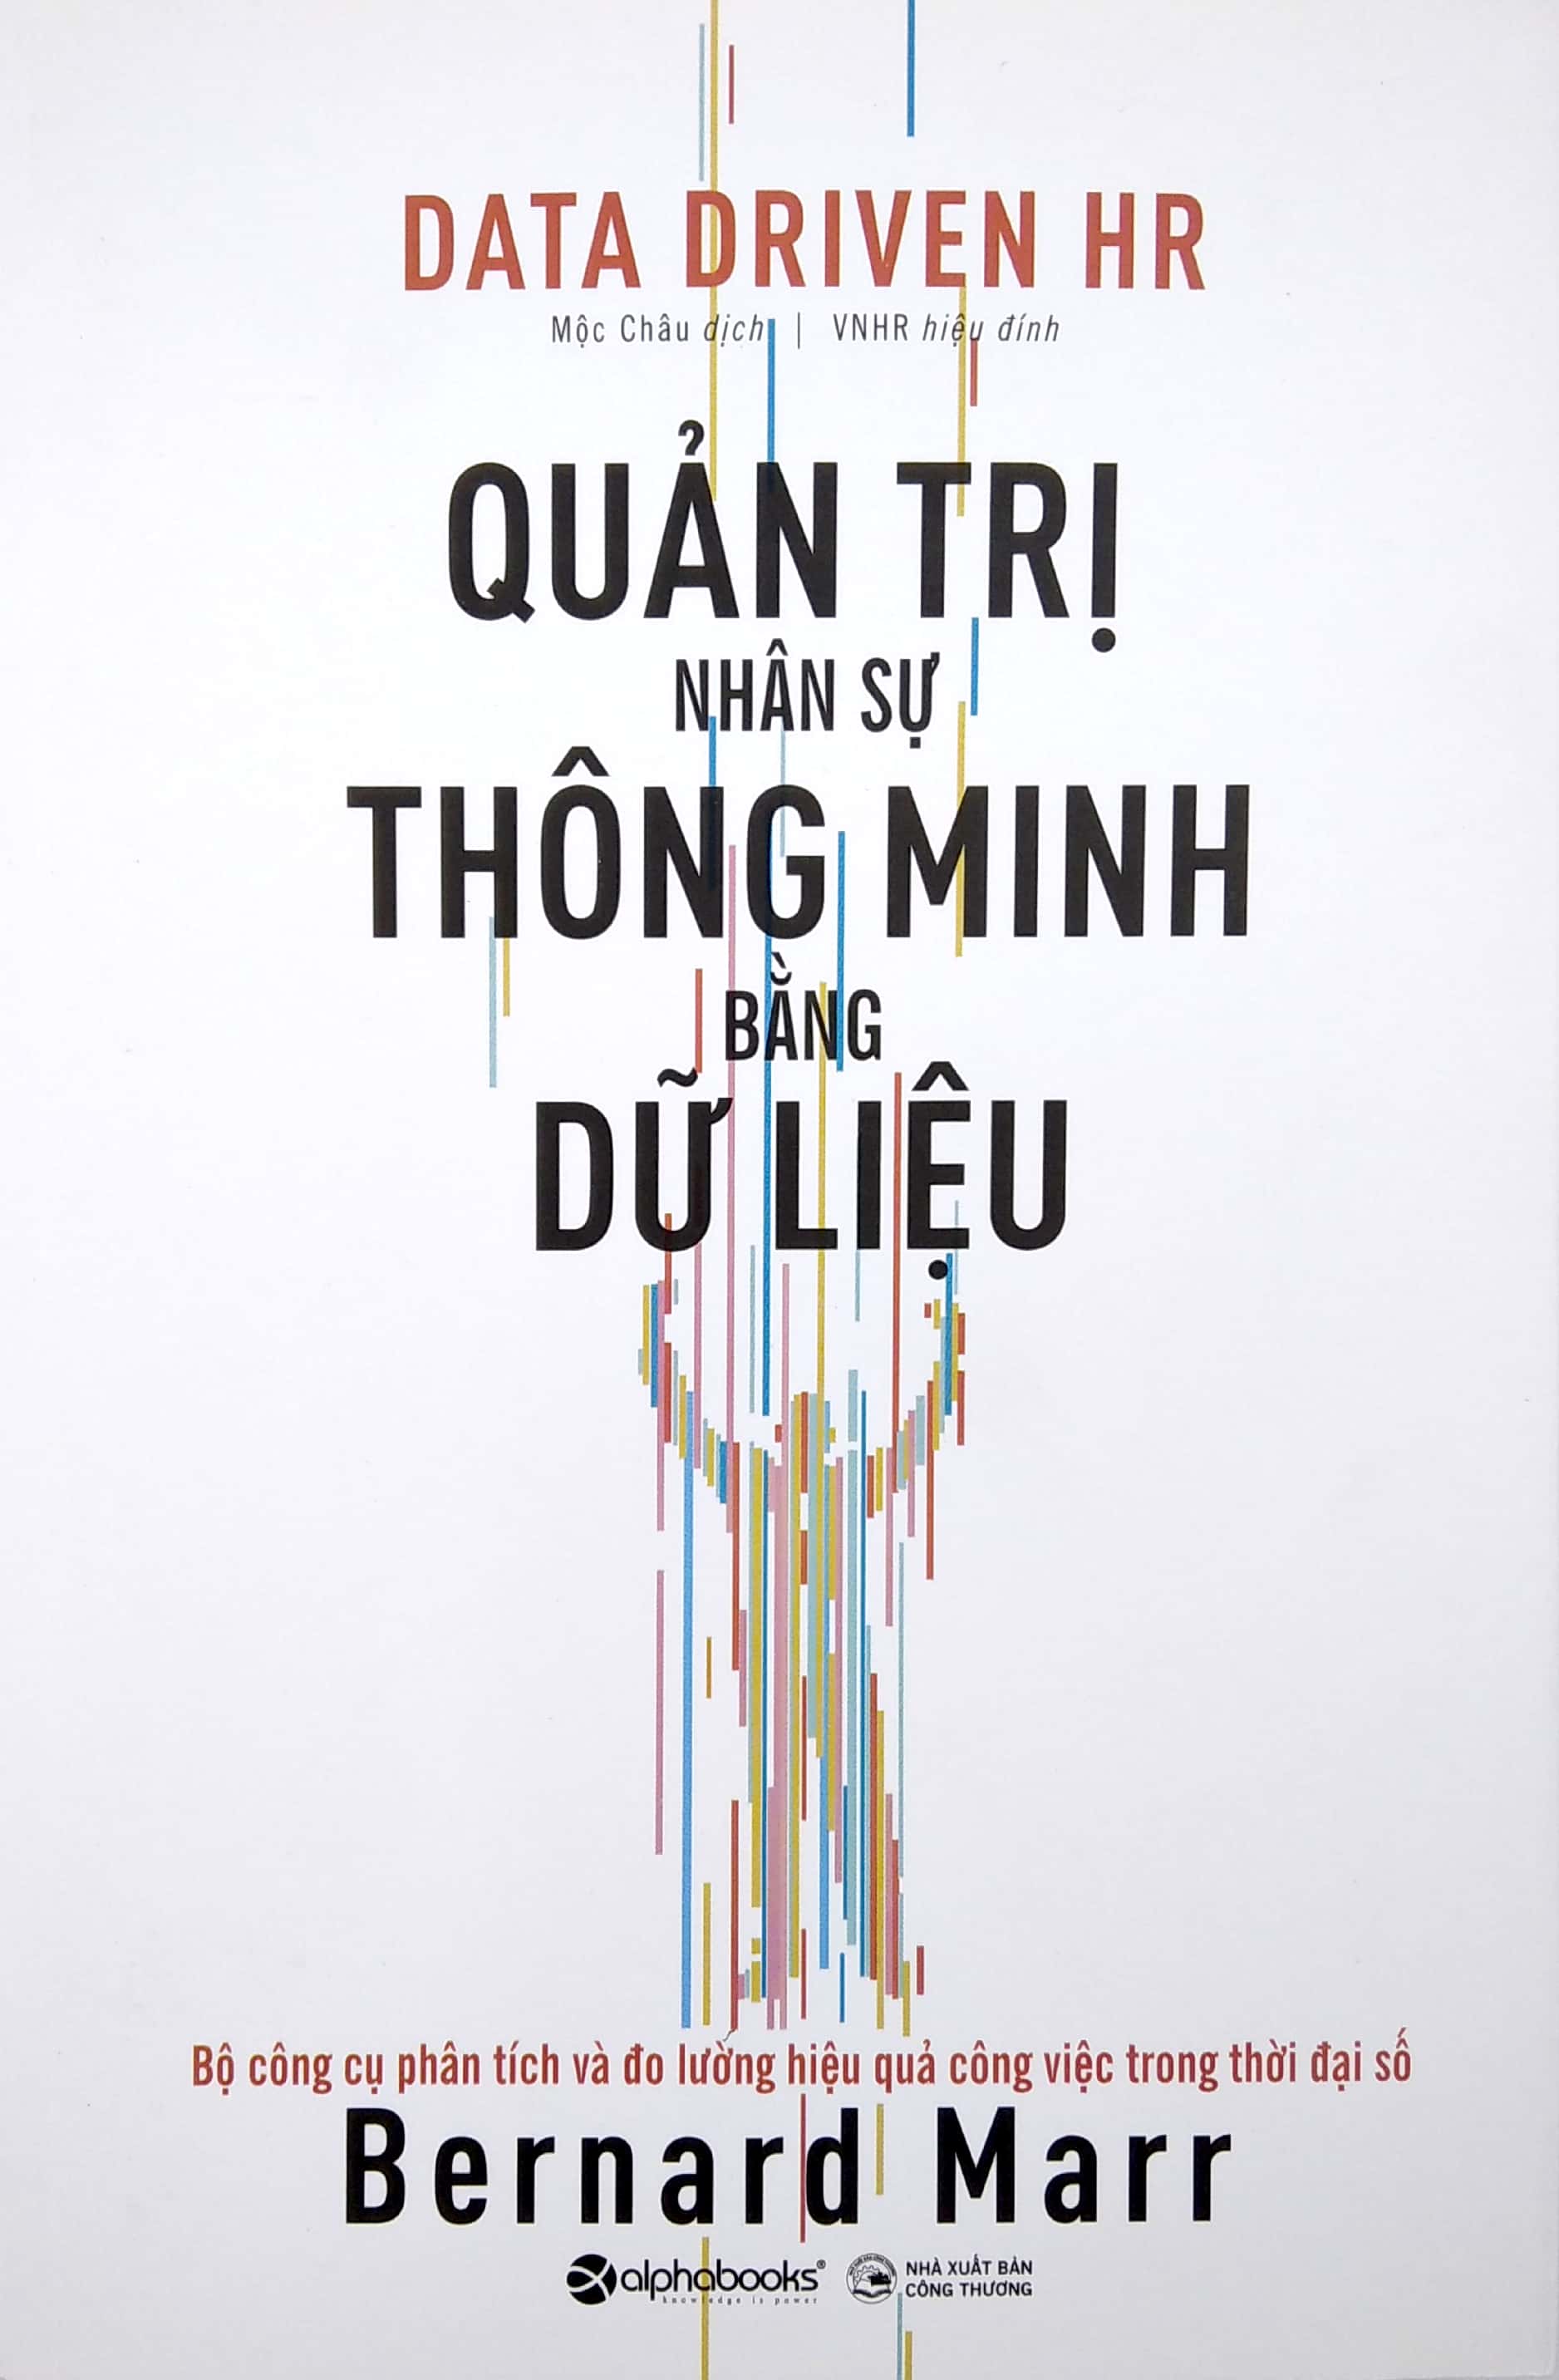 DATA DRIVEN HR
Mộc Châu dịch | VNHR hiệu đính
QUẢN TRỊ
NHÂN SỰ
THÔNG MINH
BẰNG
DỮ LIỆU
Bộ công cụ phân tích và đo lường hiệu quả công việc trong thời đại số
Bernard Marr
alphabooks®
knowledge is power
NHÀ XUẤT BẢN
CÔNG THƯƠNG